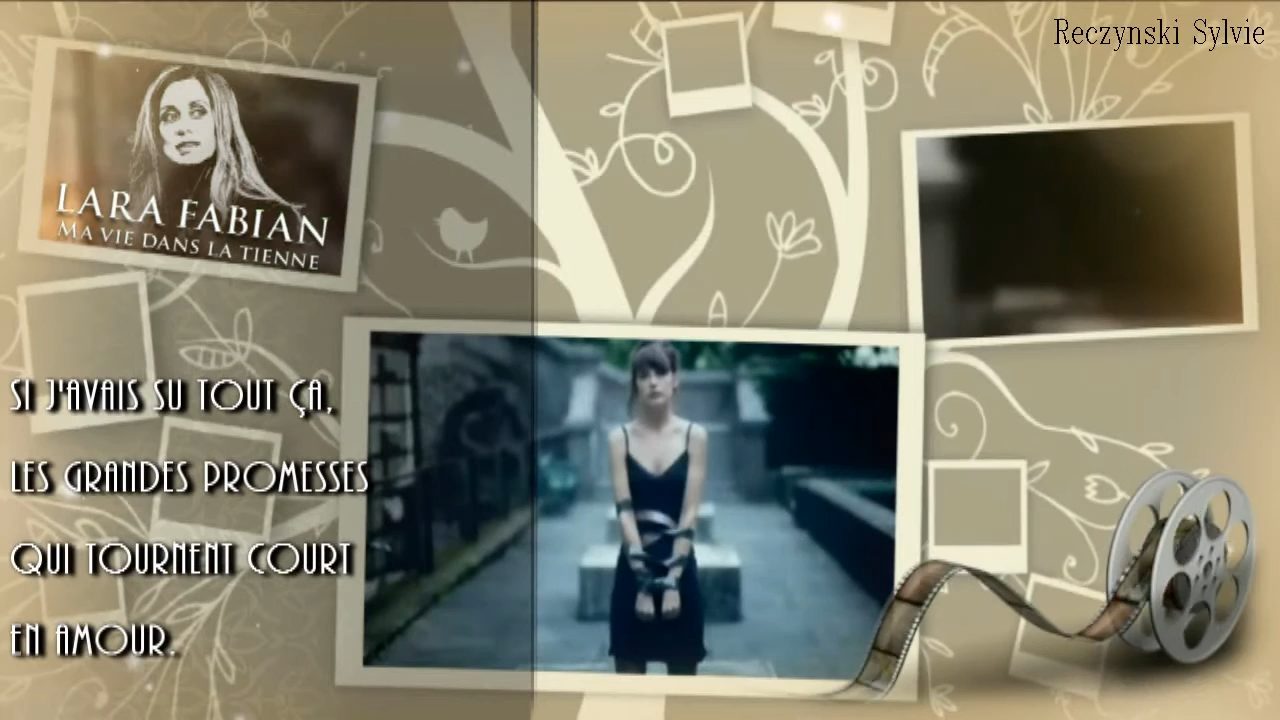 Reczynski Sylvie
LARA FABIAN
MA VIE DANS LA TIENNE
SI J'AVAIS SU TOUT ÇA,
LES GRANDES PROMESSES
QUI TOURNENT COURT
EN AMOUR.